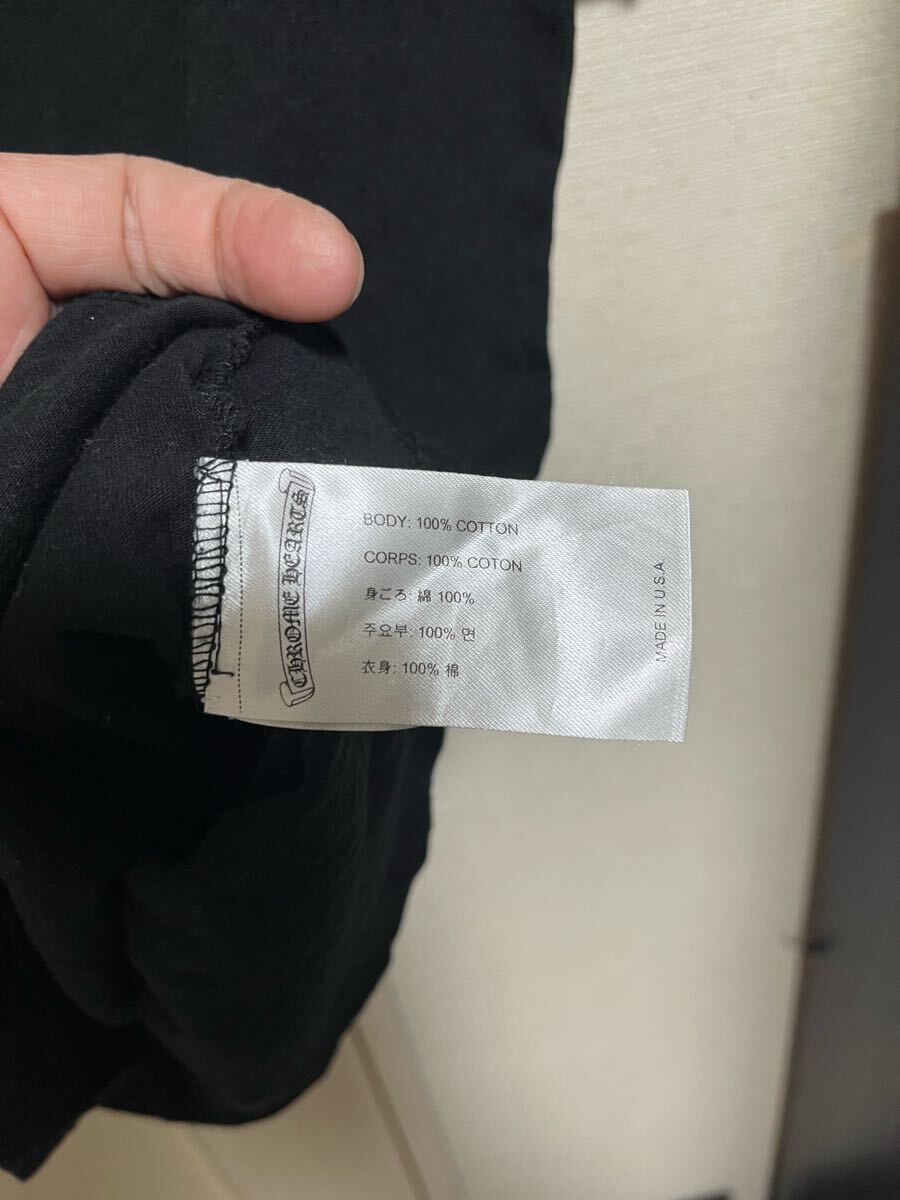 CHROME HEARTS
BODY: 100% COTTON
CORPS: 100% COTON
身ごろ: 綿 100%
주요부: 100% 면
衣身: 100% 棉
MADE IN U.S.A.